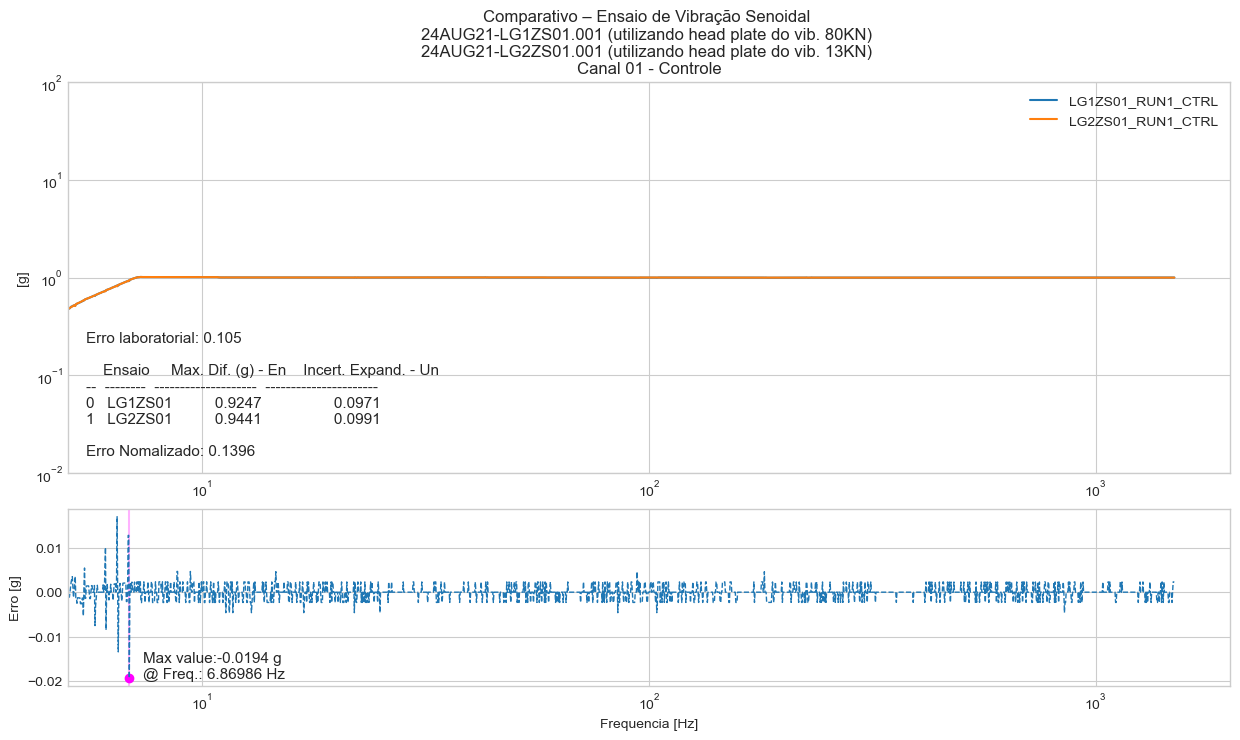 Comparativo – Ensaio de Vibração Senoidal
24AUG21-LG1ZS01.001 (utilizando head plate do vib. 80KN)
24AUG21-LG2ZS01.001 (utilizando head plate do vib. 13KN)
Canal 01 - Controle
10²
10¹
10⁰
10⁻¹
10⁻²
[g]
LG1ZS01_RUN1_CTRL
LG2ZS01_RUN1_CTRL
Erro laboratorial: 0.105
Ensaio Max. Dif. (g) - En Incert. Expand. - Un
-- -------- -------------------- ----------------------
0 LG1ZS01 0.9247 0.0971
1 LG2ZS01 0.9441 0.0991
Erro Nomalizado: 0.1396
10¹ 10² 10³
0.01
0.00
−0.01
−0.02
Erro [g]
Max value:-0.0194 g
@ Freq.: 6.86986 Hz
10¹ 10² 10³
Frequencia [Hz]